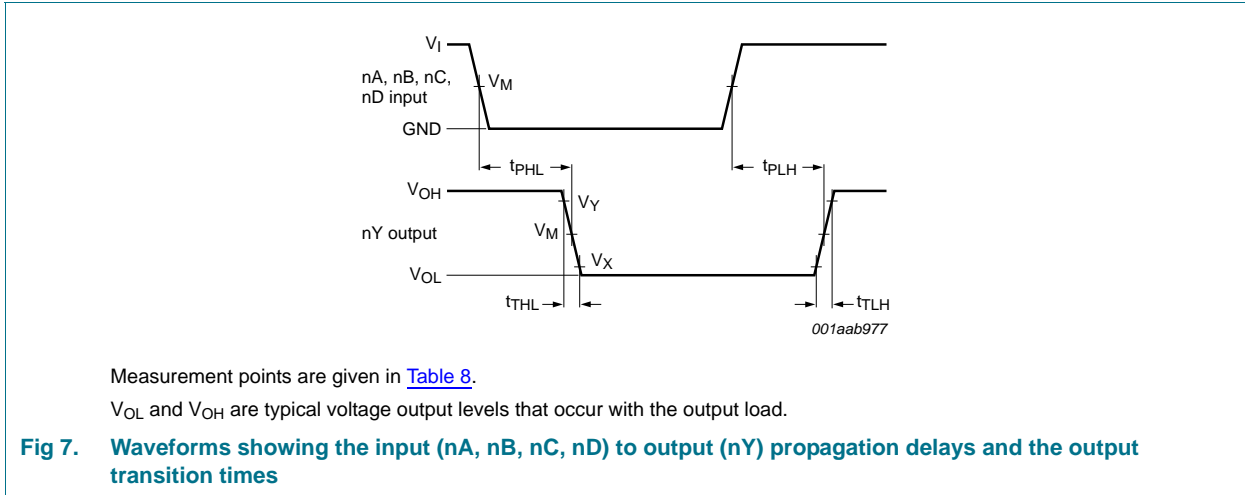 VI
nA, nB, nC,
nD input
VM
GND
tPHL
tPLH
VOH
VY
nY output
VM
VX
VOL
tTHL
tTLH
001aab977
Measurement points are given in Table 8.
VOL and VOH are typical voltage output levels that occur with the output load.
Fig 7. Waveforms showing the input (nA, nB, nC, nD) to output (nY) propagation delays and the output
transition times